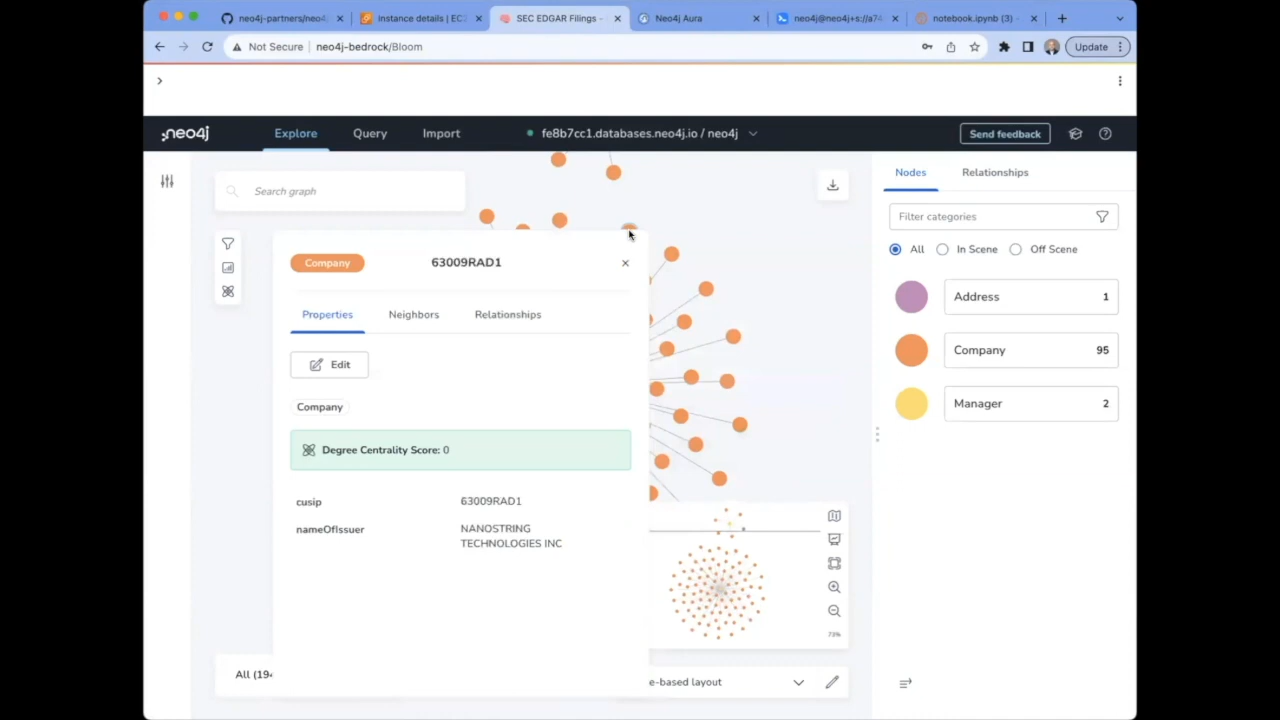 neo4j-partners/neo4
Instance details | EC2
SEC EDGAR Filings -
Neo4j Aura
neo4j@neo4j+s://a74
notebook.ipynb (3) -
Not Secure
neo4j-bedrock/Bloom
Update
neo4j
Explore
Query
Import
fe8b7cc1.databases.neo4j.io / neo4j
Send feedback
Search graph
Nodes
Relationships
Filter categories
All
In Scene
Off Scene
Address 1
Company 95
Manager 2
Company
63009RAD1
Properties
Neighbors
Relationships
Edit
Company
Degree Centrality Score: 0
cusip
63009RAD1
nameOfIssuer
NANOSTRING
TECHNOLOGIES INC
73%
All (19
e-based layout